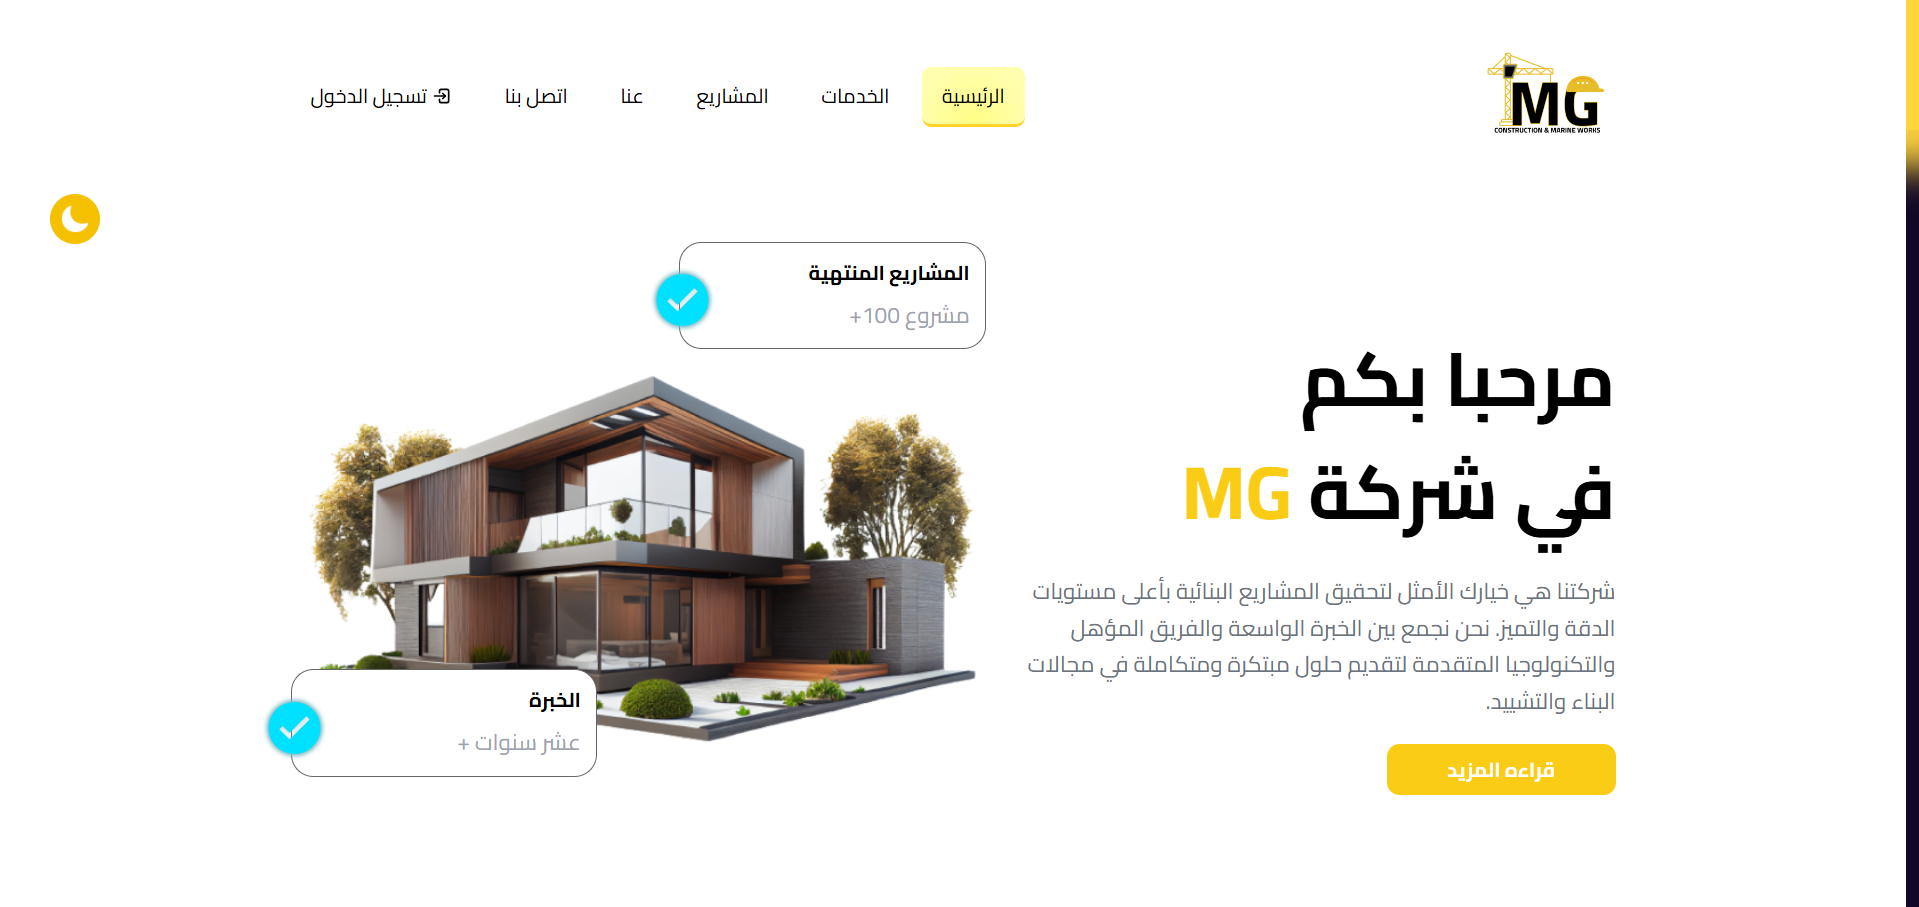 MG
CONSTRUCTION & MARINE WORKS
الرئيسية
الخدمات
المشاريع
عنا
اتصل بنا
تسجيل الدخول
مرحبا بكم
في شركة MG
شركتنا هي خيارك الأمثل لتحقيق المشاريع البنائية بأعلى مستويات
الدقة والتميز. نحن نجمع بين الخبرة الواسعة والفريق المؤهل
والتكنولوجيا المتقدمة لتقديم حلول مبتكرة ومتكاملة في مجالات
البناء والتشييد.
قراءه المزيد
المشاريع المنتهية
مشروع 100+
الخبرة
عشر سنوات +